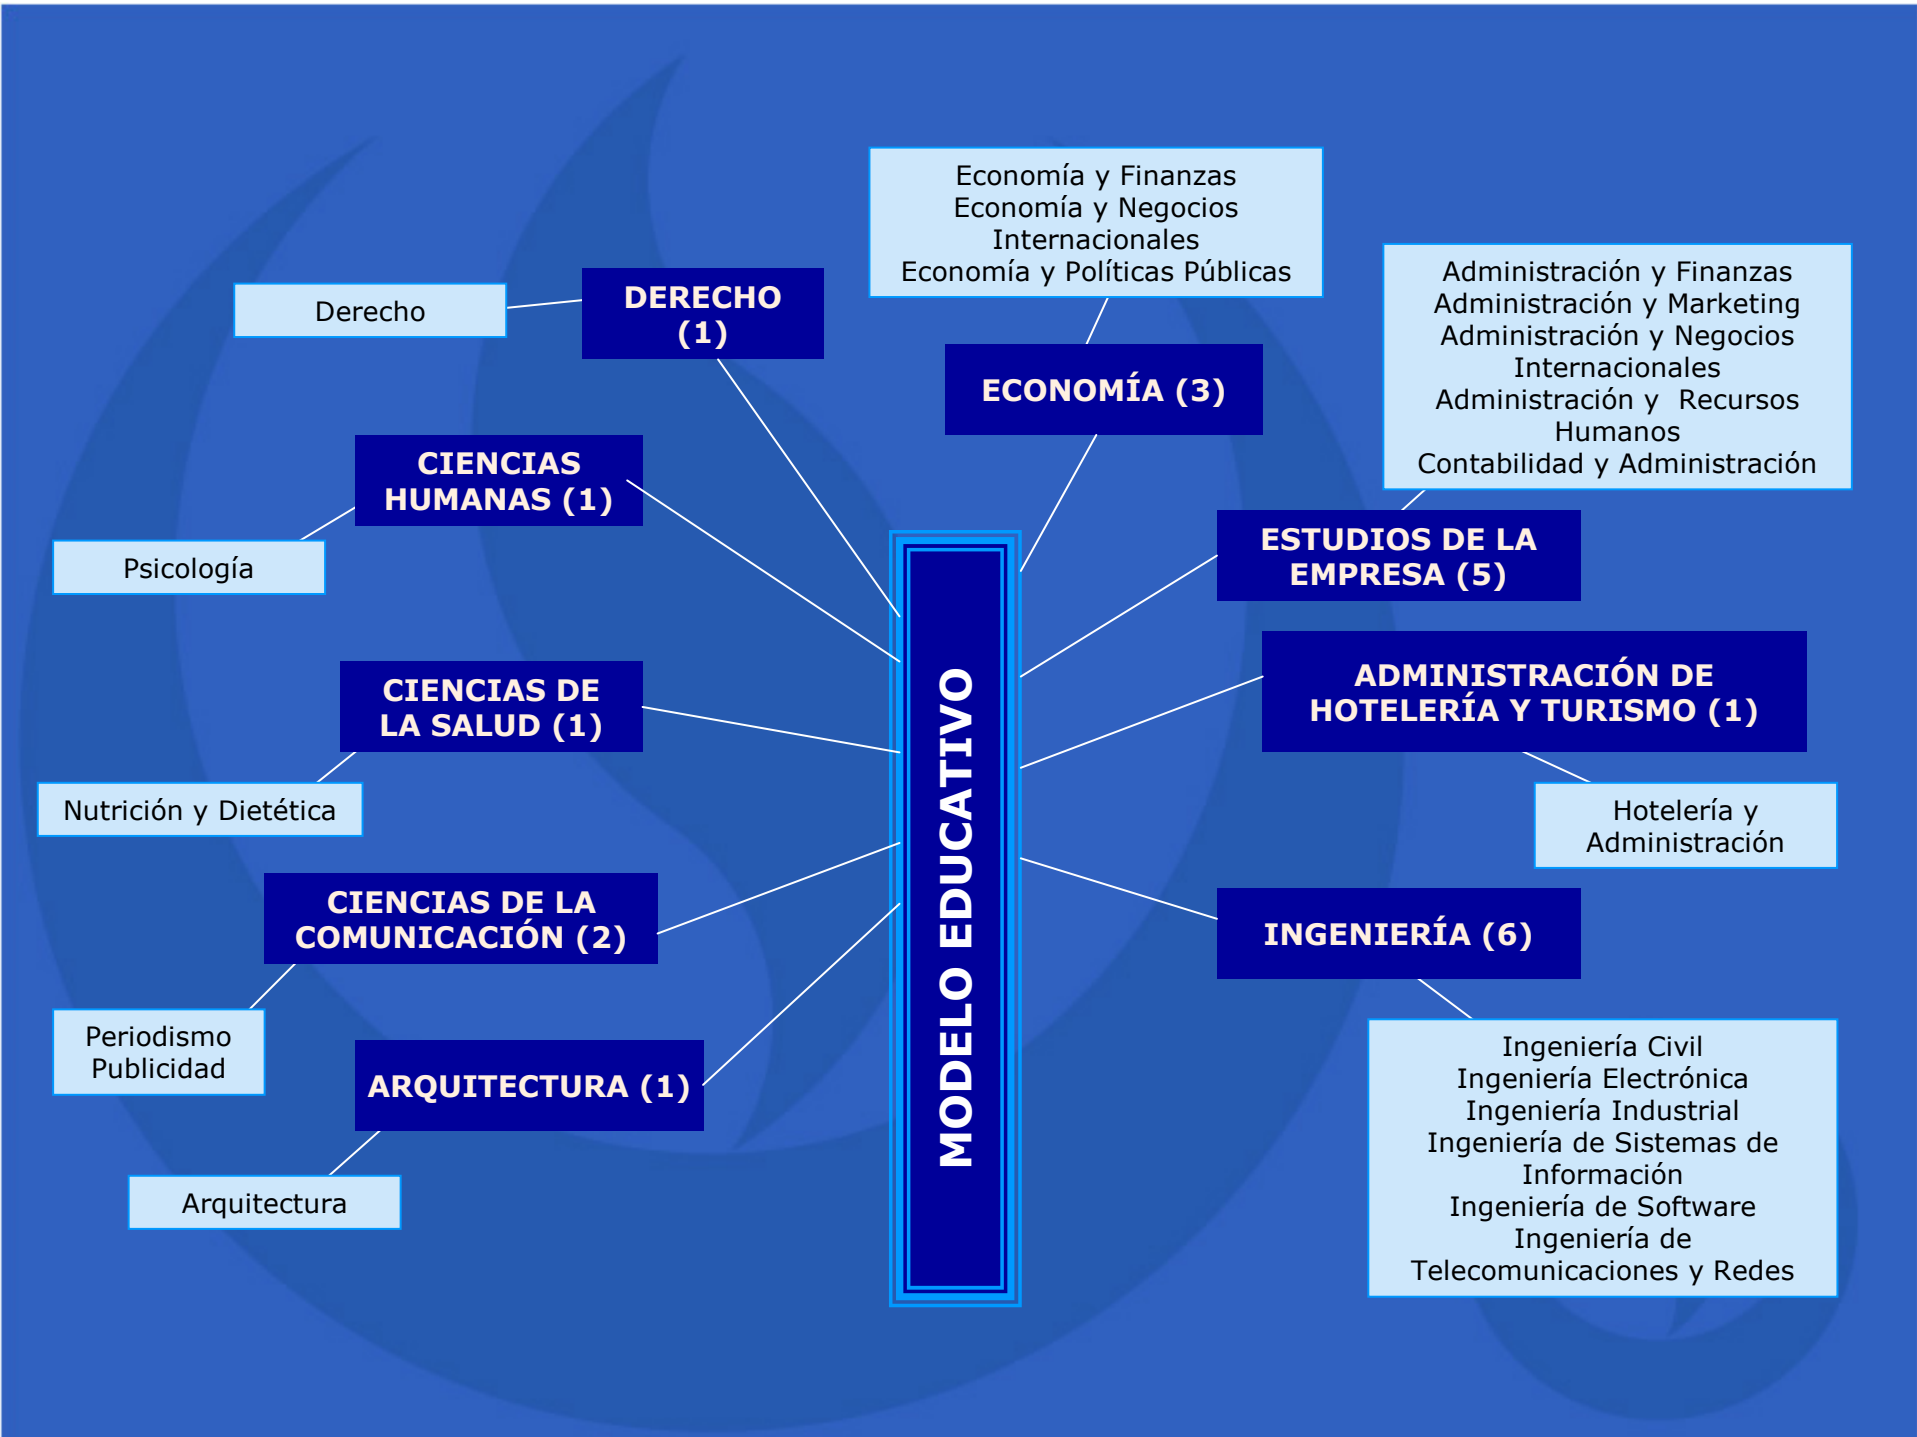 Economía y Finanzas
Economía y Negocios
Internacionales
Economía y Políticas Públicas
Administración y Finanzas
Administración y Marketing
Administración y Negocios
Internacionales
Administración y  Recursos
Humanos
Contabilidad y Administración
Derecho
DERECHO
(1)
ECONOMÍA (3)
CIENCIAS
HUMANAS (1)
Psicología
ESTUDIOS DE LA
EMPRESA (5)
CIENCIAS DE
LA SALUD (1)
ADMINISTRACIÓN DE
HOTELERÍA Y TURISMO (1)
Nutrición y Dietética
Hotelería y
Administración
MODELO EDUCATIVO
CIENCIAS DE LA
COMUNICACIÓN (2)
INGENIERÍA (6)
Periodismo
Publicidad
ARQUITECTURA (1)
Arquitectura
Ingeniería Civil
Ingeniería Electrónica
Ingeniería Industrial
Ingeniería de Sistemas de
Información
Ingeniería de Software
Ingeniería de
Telecomunicaciones y Redes